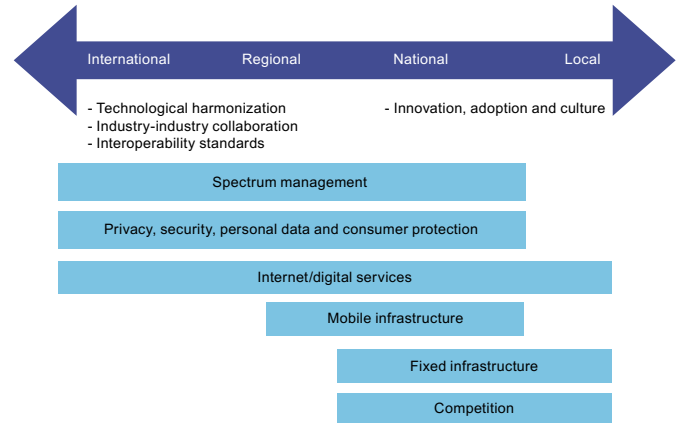 International Regional National Local
- Technological harmonization
- Industry-industry collaboration
- Interoperability standards
- Innovation, adoption and culture
Spectrum management
Privacy, security, personal data and consumer protection
Internet/digital services
Mobile infrastructure
Fixed infrastructure
Competition